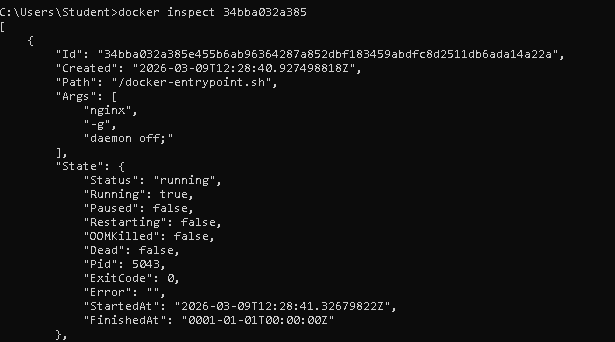 C:\Users\Student>docker inspect 34bba032a385
[
    {
        "Id": "34bba032a385e455b6ab96364287a852dbf183459abdfc8d2511db6ada14a22a",
        "Created": "2026-03-09T12:28:40.927498818Z",
        "Path": "/docker-entrypoint.sh",
        "Args": [
            "nginx",
            "-g",
            "daemon off;"
        ],
        "State": {
            "Status": "running",
            "Running": true,
            "Paused": false,
            "Restarting": false,
            "OOMKilled": false,
            "Dead": false,
            "Pid": 5043,
            "ExitCode": 0,
            "Error": "",
            "StartedAt": "2026-03-09T12:28:41.32679822Z",
            "FinishedAt": "0001-01-01T00:00:00Z"
        },